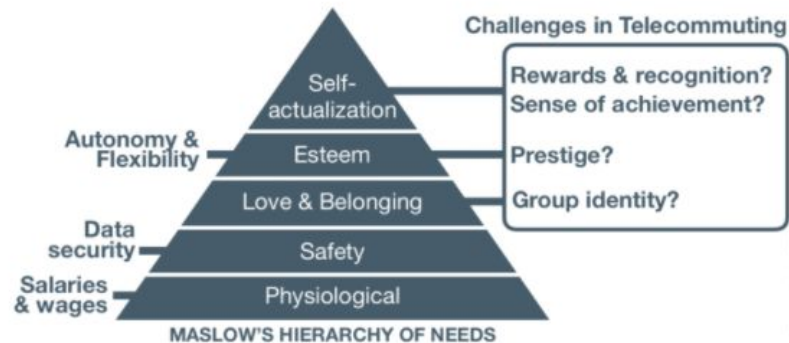 Challenges in Telecommuting
Self-
actualization
Rewards & recognition?
Sense of achievement?
Autonomy &
Flexibility
Esteem
Prestige?
Love & Belonging
Group identity?
Data
security
Safety
Salaries
& wages
Physiological
MASLOW'S HIERARCHY OF NEEDS